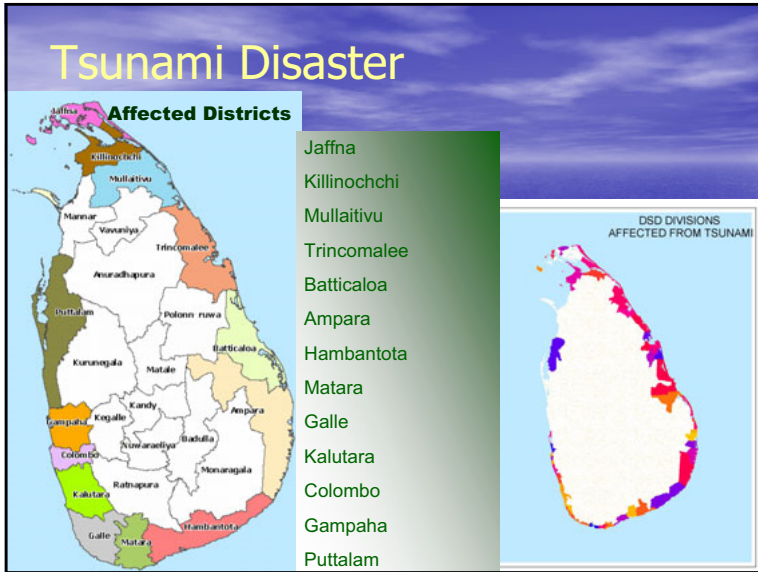 Tsunami Disaster
Affected Districts
Jaffna
Killinochchi
Mullaitivu
Mannar
Vavuniya
Trincomalee
Anuradhapura
Puttalam
Polonn ruwa
Batticaloa
Kurunegala
Matale
Kandy
Ampara
Gampaha
Kegalle
Nuwaraeliya
Badulla
Colombo
Monaragala
Kalutara
Ratnapura
Galle
Matara
Hambantota
Jaffna
Killinochchi
Mullaitivu
Trincomalee
Batticaloa
Ampara
Hambantota
Matara
Galle
Kalutara
Colombo
Gampaha
Puttalam
DSD DIVISIONS
AFFECTED FROM TSUNAMI